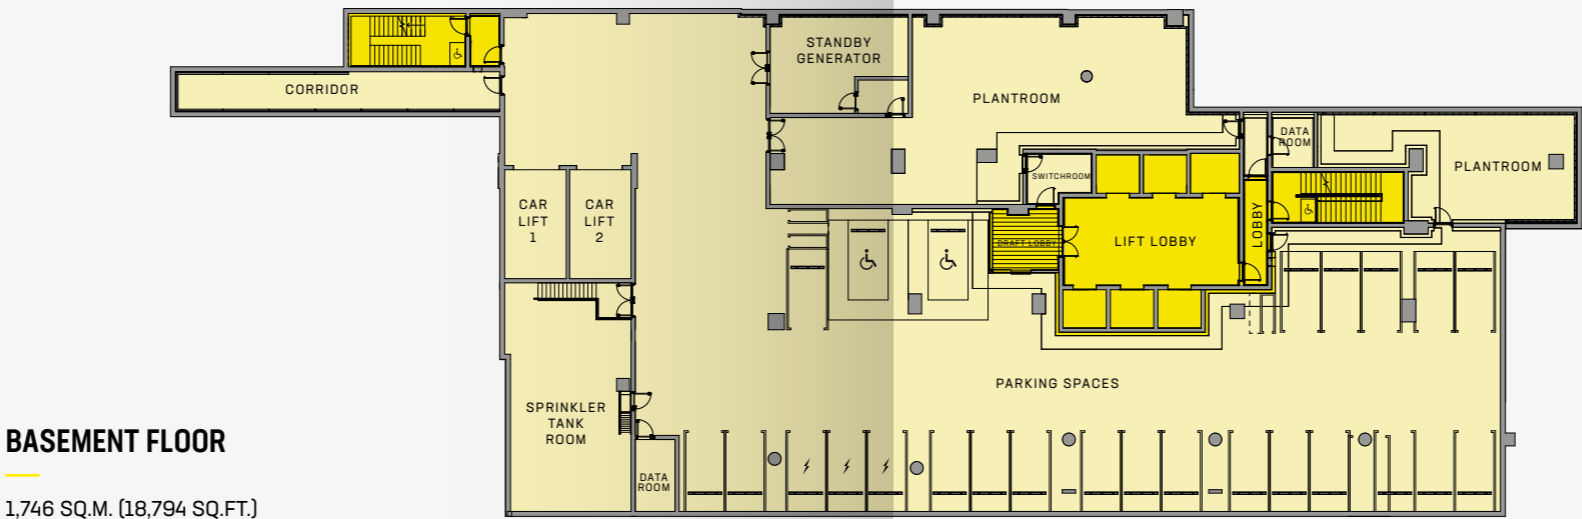 STANDBY
GENERATOR
CORRIDOR
PLANTROOM
DATA
ROOM
PLANTROOM
SWITCHROOM
CAR
LIFT
1
CAR
LIFT
2
LOBBY
DRAFT LOBBY
LIFT LOBBY
PARKING SPACES
SPRINKLER
TANK
ROOM
DATA
ROOM
BASEMENT FLOOR
1,746 SQ.M. (18,794 SQ.FT.)